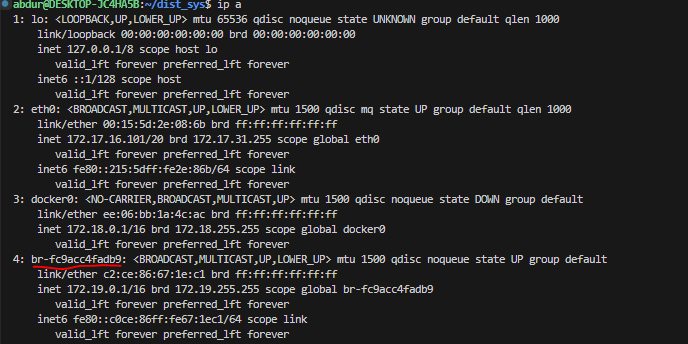 abdur@DESKTOP-JC4HA5B:~/dist_sys$ ip a
1: lo: <LOOPBACK,UP,LOWER_UP> mtu 65536 qdisc noqueue state UNKNOWN group default qlen 1000
link/loopback 00:00:00:00:00:00 brd 00:00:00:00:00:00
inet 127.0.0.1/8 scope host lo
valid_lft forever preferred_lft forever
inet6 ::1/128 scope host
valid_lft forever preferred_lft forever
2: eth0: <BROADCAST,MULTICAST,UP,LOWER_UP> mtu 1500 qdisc mq state UP group default qlen 1000
link/ether 00:15:5d:2e:08:6b brd ff:ff:ff:ff:ff:ff
inet 172.17.16.101/20 brd 172.17.31.255 scope global eth0
valid_lft forever preferred_lft forever
inet6 fe80::215:5dff:fe2e:86b/64 scope link
valid_lft forever preferred_lft forever
3: docker0: <NO-CARRIER,BROADCAST,MULTICAST,UP> mtu 1500 qdisc noqueue state DOWN group default
link/ether ee:06:bb:1a:4c:ac brd ff:ff:ff:ff:ff:ff
inet 172.18.0.1/16 brd 172.18.255.255 scope global docker0
valid_lft forever preferred_lft forever
4: br-fc9acc4fadb9: <BROADCAST,MULTICAST,UP,LOWER_UP> mtu 1500 qdisc noqueue state UP group default
link/ether c2:ce:86:67:1e:c1 brd ff:ff:ff:ff:ff:ff
inet 172.19.0.1/16 brd 172.19.255.255 scope global br-fc9acc4fadb9
valid_lft forever preferred_lft forever
inet6 fe80::c0ce:86ff:fe67:1ec1/64 scope link
valid_lft forever preferred_lft forever